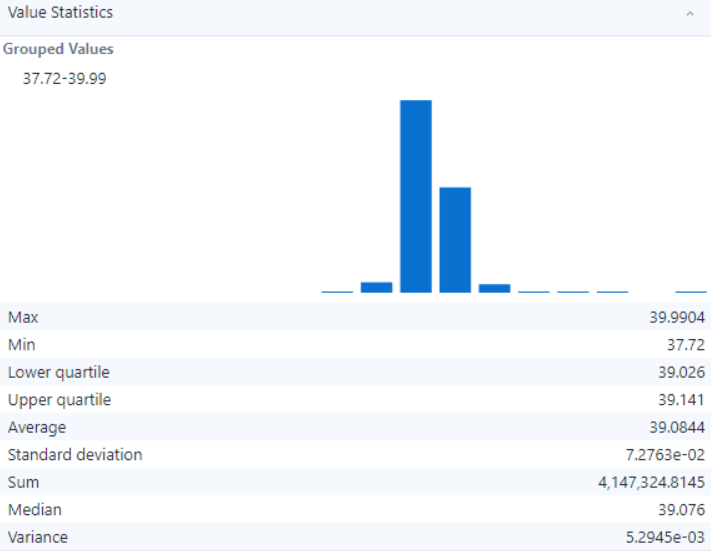 Value Statistics
Grouped Values
37.72-39.99
Max 39.9904
Min 37.72
Lower quartile 39.026
Upper quartile 39.141
Average 39.0844
Standard deviation 7.2763e-02
Sum 4,147,324.8145
Median 39.076
Variance 5.2945e-03